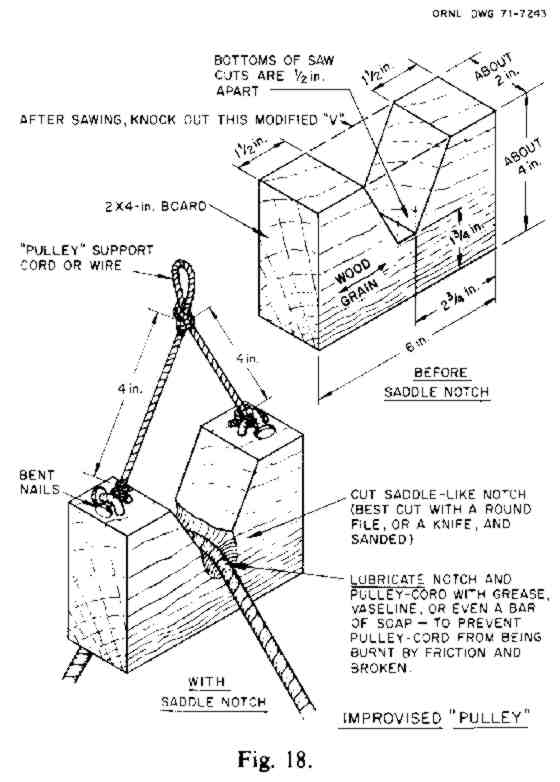 ORNL DWG 71-7243
BOTTOMS OF SAW
CUTS ARE 1/2 in.
APART
1 1/2 in.
ABOUT
2 in.
AFTER SAWING, KNOCK OUT THIS MODIFIED "V"
1 1/2 in.
ABOUT
4 in.
2X4-in. BOARD
1 3/4 in.
"PULLEY" SUPPORT
CORD OR WIRE
WOOD
GRAIN
2 3/4 in.
6 in.
BEFORE
SADDLE NOTCH
4 in.
4 in.
BENT
NAILS
CUT SADDLE-LIKE NOTCH
(BEST CUT WITH A ROUND
FILE, OR A KNIFE, AND
SANDED)
LUBRICATE NOTCH AND
PULLEY-CORD WITH GREASE,
VASELINE, OR EVEN A BAR
OF SOAP — TO PREVENT
PULLEY-CORD FROM BEING
BURNT BY FRICTION AND
BROKEN.
WITH
SADDLE NOTCH
IMPROVISED "PULLEY"
Fig. 18.